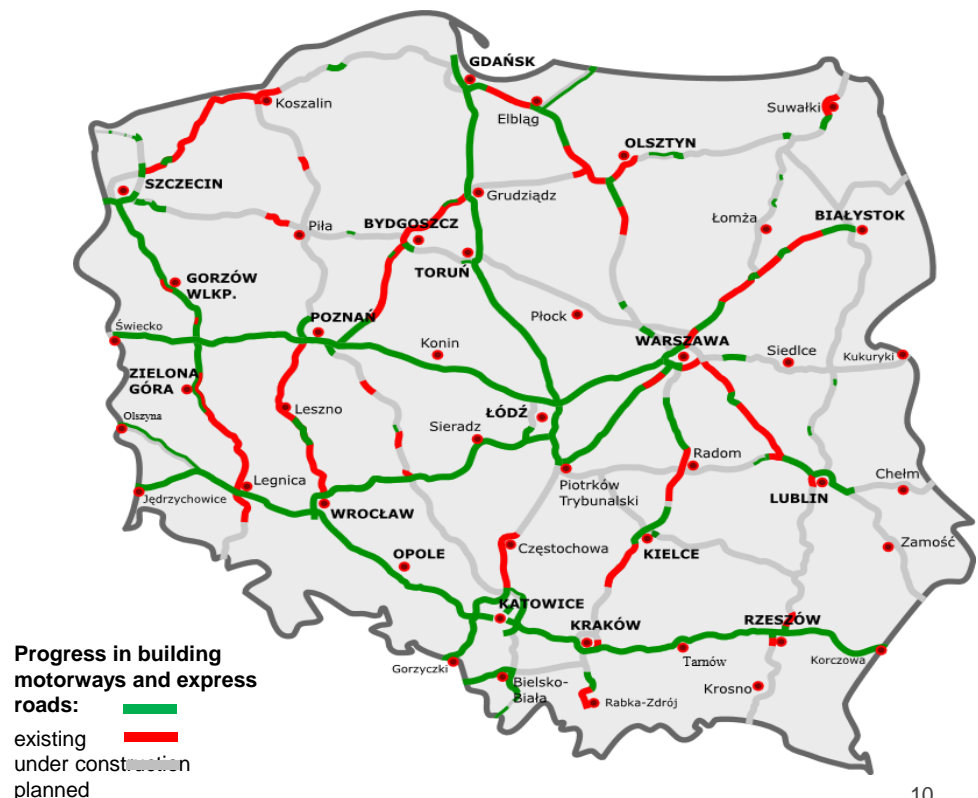 GDAŃSK
Koszalin
Elbląg
Suwałki
OLSZTYN
SZCZECIN
Grudziądz
Piła
BYDGOSZCZ
Łomża
BIAŁYSTOK
TORUŃ
GORZÓW
WLKP.
Płock
Świecko
POZNAŃ
Konin
WARSZAWA
Siedlce
Kukuryki
ZIELONA
GÓRA
Leszno
ŁÓDŹ
Olszyna
Sieradz
Radom
Legnica
Piotrków
Trybunalski
Chełm
Jędrzychowice
WROCŁAW
LUBLIN
OPOLE
Częstochowa
KIELCE
Zamość
KATOWICE
KRAKÓW
RZESZÓW
Gorzyczki
Tarnów
Korczowa
Bielsko-
Biała
Rabka-Zdrój
Krosno
Progress in building
motorways and express
roads:
existing
under construction
planned
10